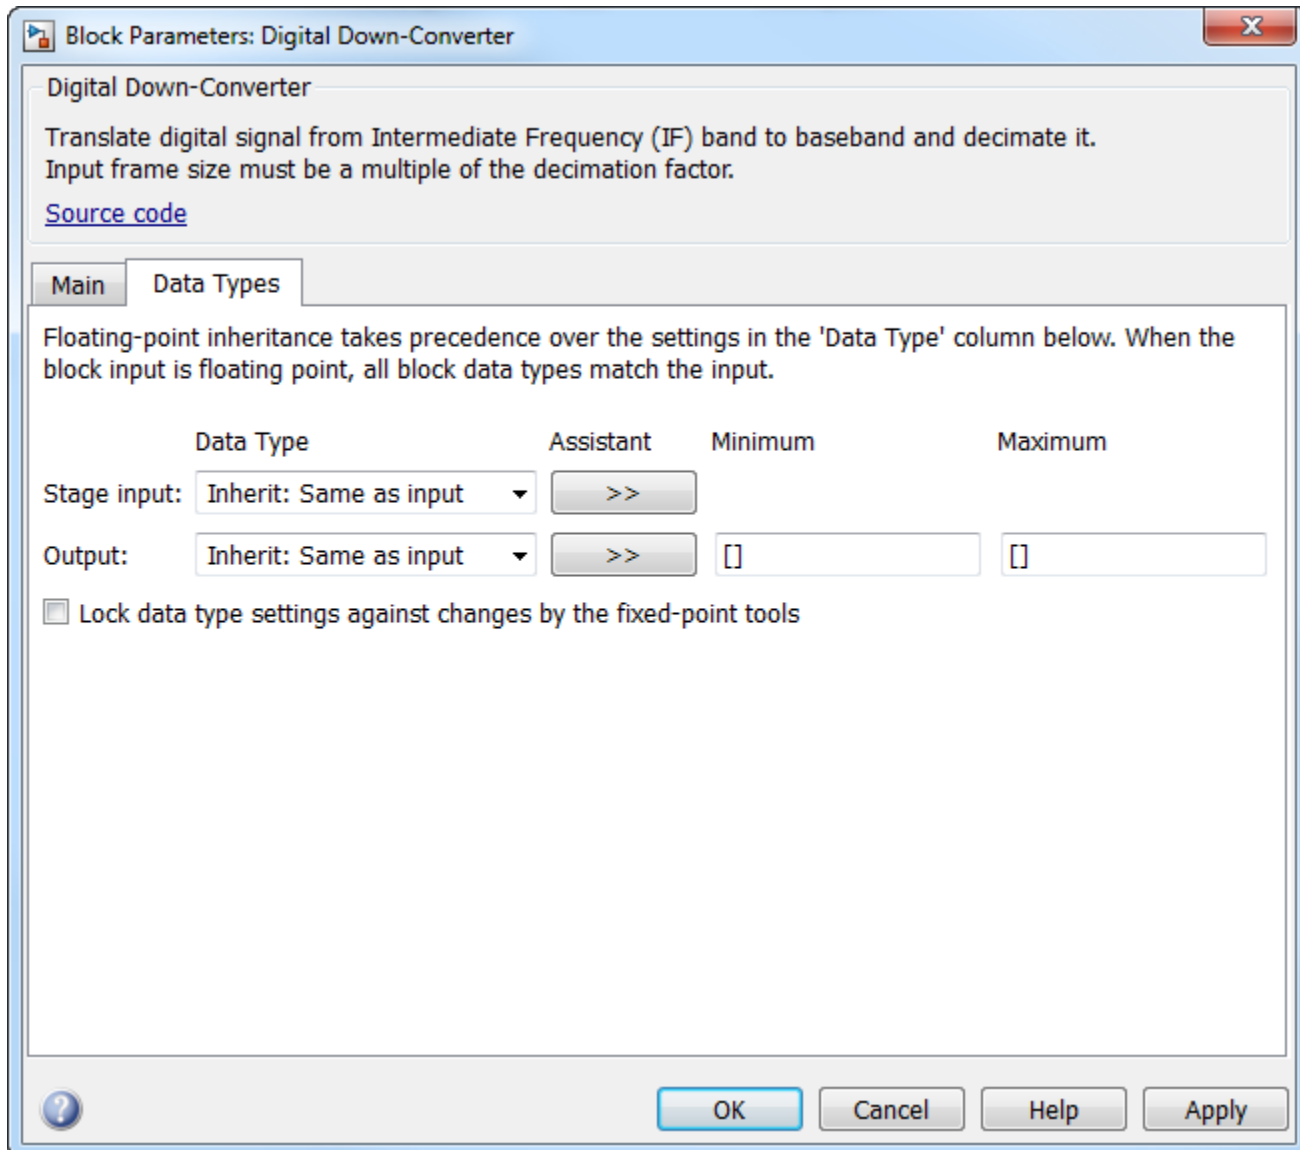 Block Parameters: Digital Down-Converter
Digital Down-Converter
Translate digital signal from Intermediate Frequency (IF) band to baseband and decimate it.
Input frame size must be a multiple of the decimation factor.
Source code
Main Data Types
Floating-point inheritance takes precedence over the settings in the 'Data Type' column below. When the
block input is floating point, all block data types match the input.
Data Type Assistant Minimum Maximum
Stage input: Inherit: Same as input >>
Output: Inherit: Same as input >> [] []
Lock data type settings against changes by the fixed-point tools
? OK Cancel Help Apply